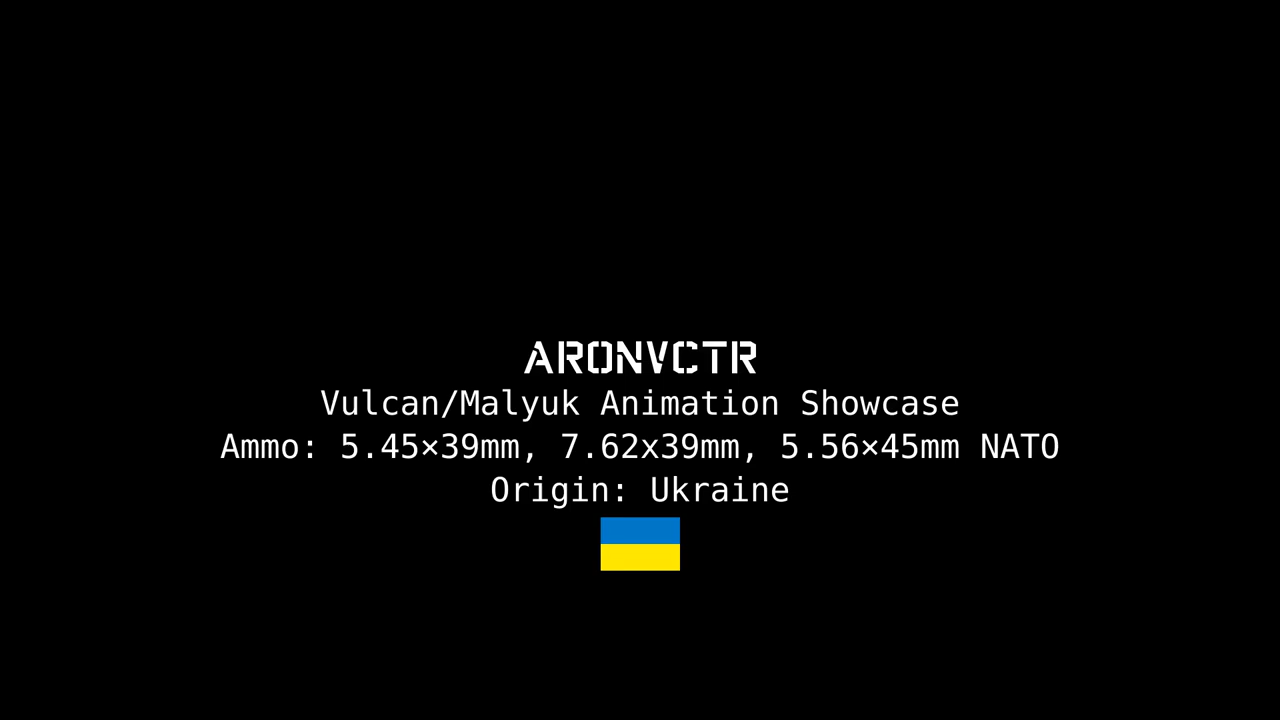 ARONVCTR
Vulcan/Malyuk Animation Showcase
Ammo: 5.45×39mm, 7.62x39mm, 5.56×45mm NATO
Origin: Ukraine